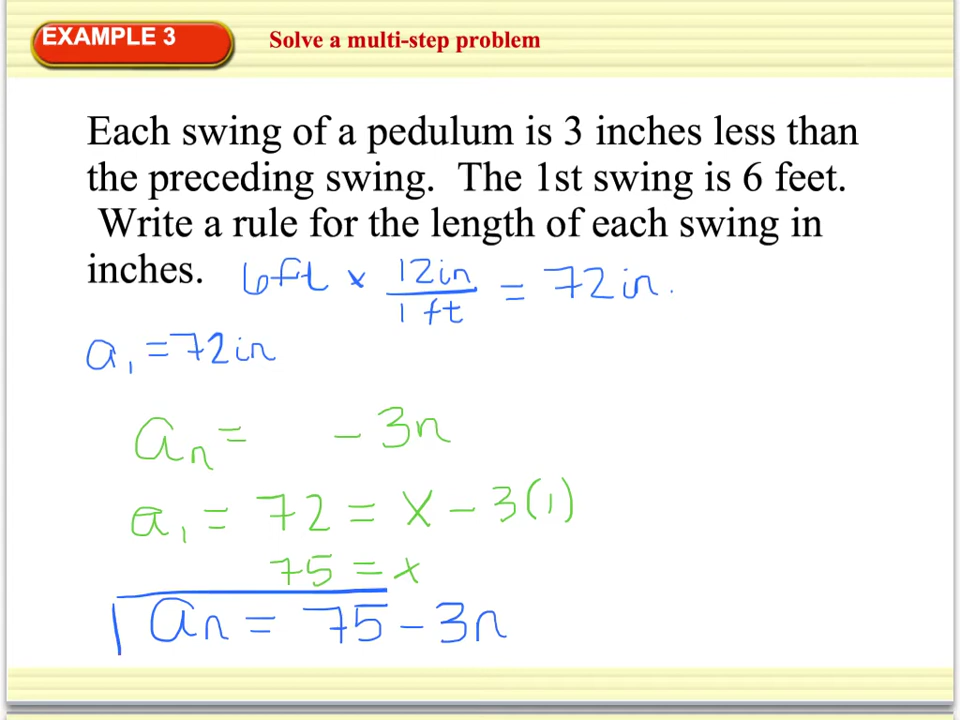 EXAMPLE 3
Solve a multi-step problem
Each swing of a pedulum is 3 inches less than
the preceding swing. The 1st swing is 6 feet.
Write a rule for the length of each swing in
inches.
6ft × 12in/1 ft = 72in.
a₁ = 72in
aₙ = - 3n
a₁ = 72 = x - 3(1)
75 = x
aₙ = 75 - 3n